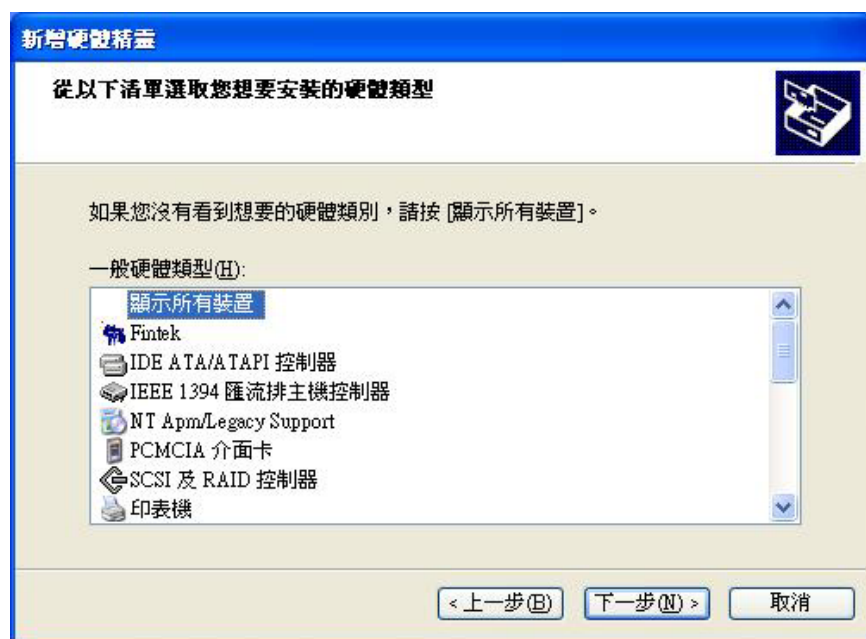 新增硬體精靈
從以下清單選取您想要安裝的硬體類型
如果您沒有看到想要的硬體類別，請按 [顯示所有裝置]。
一般硬體類型(H):
顯示所有裝置
Fintek
IDE ATA/ATAPI 控制器
IEEE 1394 匯流排主機控制器
NT Apm/Legacy Support
PCMCIA 介面卡
SCSI 及 RAID 控制器
印表機
< 上一步(B)
下一步(N) >
取消